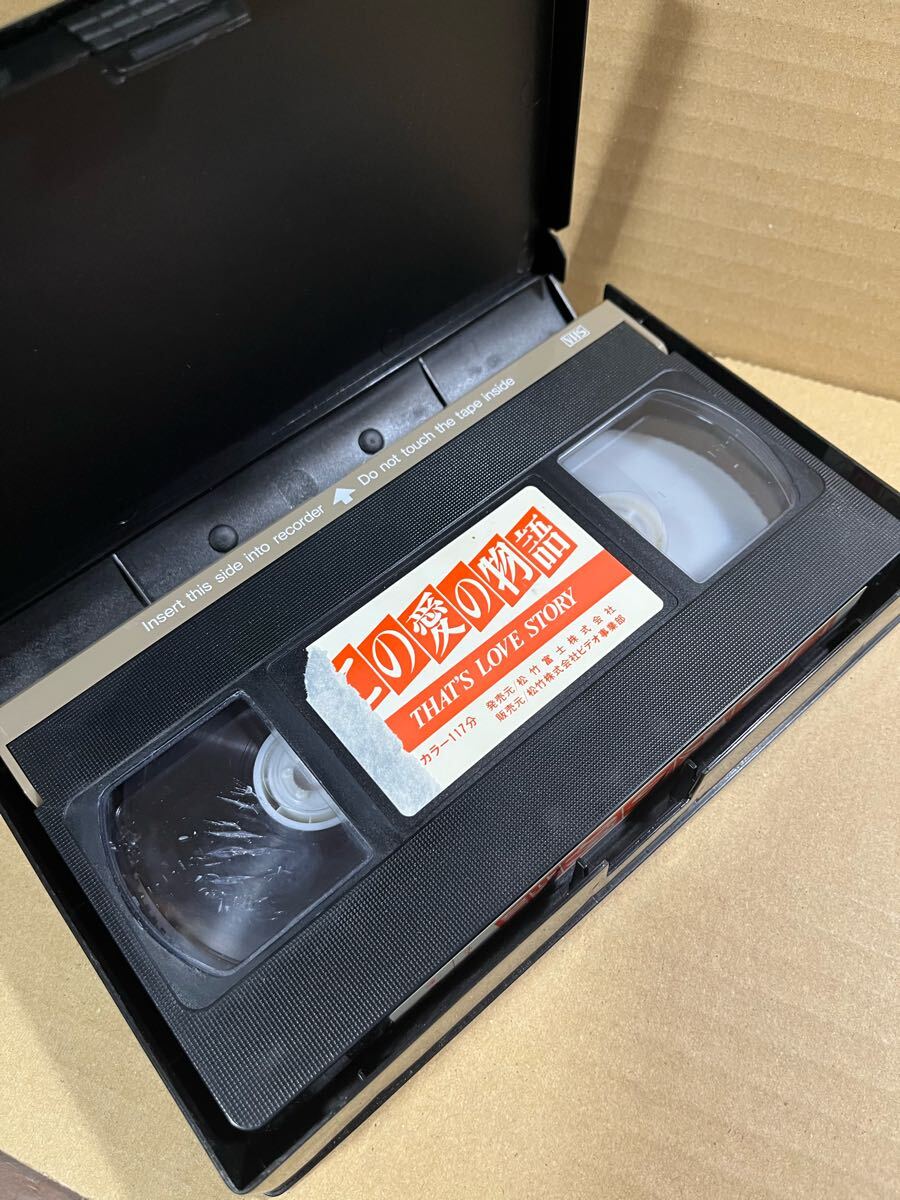 VHS
Insert this side into recorder Do not touch the tape inside
の愛の物語
THAT'S LOVE STORY
カラー117分
発売元/松竹富士株式会社
販売元/松竹株式会社ビデオ事業部